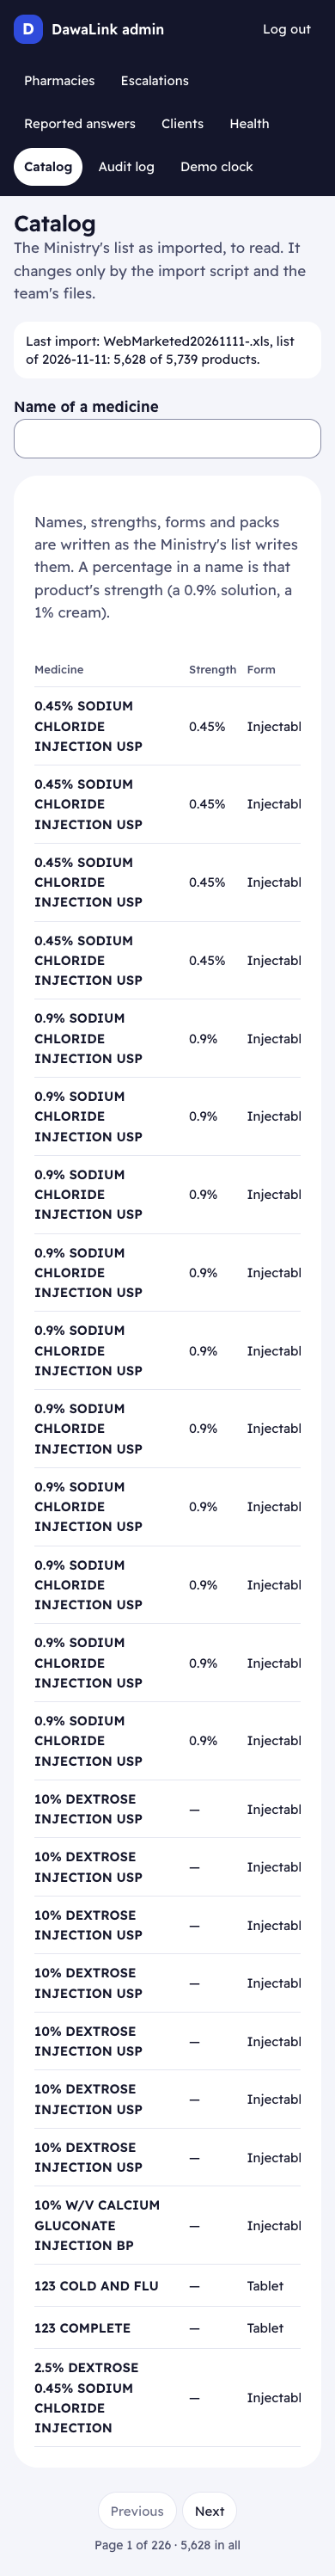 D DawaLink admin Log out
Pharmacies Escalations
Reported answers Clients Health
Catalog Audit log Demo clock
Catalog
The Ministry's list as imported, to read. It
changes only by the import script and the
team's files.
Last import: WebMarketed20261111-.xls, list
of 2026-11-11: 5,628 of 5,739 products.
Name of a medicine
Names, strengths, forms and packs
are written as the Ministry's list writes
them. A percentage in a name is that
product's strength (a 0.9% solution, a
1% cream).
Medicine Strength Form
0.45% SODIUM
CHLORIDE 0.45% Injectabl
INJECTION USP
0.45% SODIUM
CHLORIDE 0.45% Injectabl
INJECTION USP
0.45% SODIUM
CHLORIDE 0.45% Injectabl
INJECTION USP
0.45% SODIUM
CHLORIDE 0.45% Injectabl
INJECTION USP
0.9% SODIUM
CHLORIDE 0.9% Injectabl
INJECTION USP
0.9% SODIUM
CHLORIDE 0.9% Injectabl
INJECTION USP
0.9% SODIUM
CHLORIDE 0.9% Injectabl
INJECTION USP
0.9% SODIUM
CHLORIDE 0.9% Injectabl
INJECTION USP
0.9% SODIUM
CHLORIDE 0.9% Injectabl
INJECTION USP
0.9% SODIUM
CHLORIDE 0.9% Injectabl
INJECTION USP
0.9% SODIUM
CHLORIDE 0.9% Injectabl
INJECTION USP
0.9% SODIUM
CHLORIDE 0.9% Injectabl
INJECTION USP
0.9% SODIUM
CHLORIDE 0.9% Injectabl
INJECTION USP
0.9% SODIUM
CHLORIDE 0.9% Injectabl
INJECTION USP
10% DEXTROSE
INJECTION USP — Injectabl
10% DEXTROSE
INJECTION USP — Injectabl
10% DEXTROSE
INJECTION USP — Injectabl
10% DEXTROSE
INJECTION USP — Injectabl
10% DEXTROSE
INJECTION USP — Injectabl
10% DEXTROSE
INJECTION USP — Injectabl
10% DEXTROSE
INJECTION USP — Injectabl
10% W/V CALCIUM
GLUCONATE — Injectabl
INJECTION BP
123 COLD AND FLU — Tablet
123 COMPLETE — Tablet
2.5% DEXTROSE
0.45% SODIUM
CHLORIDE — Injectabl
INJECTION
Previous Next
Page 1 of 226 · 5,628 in all